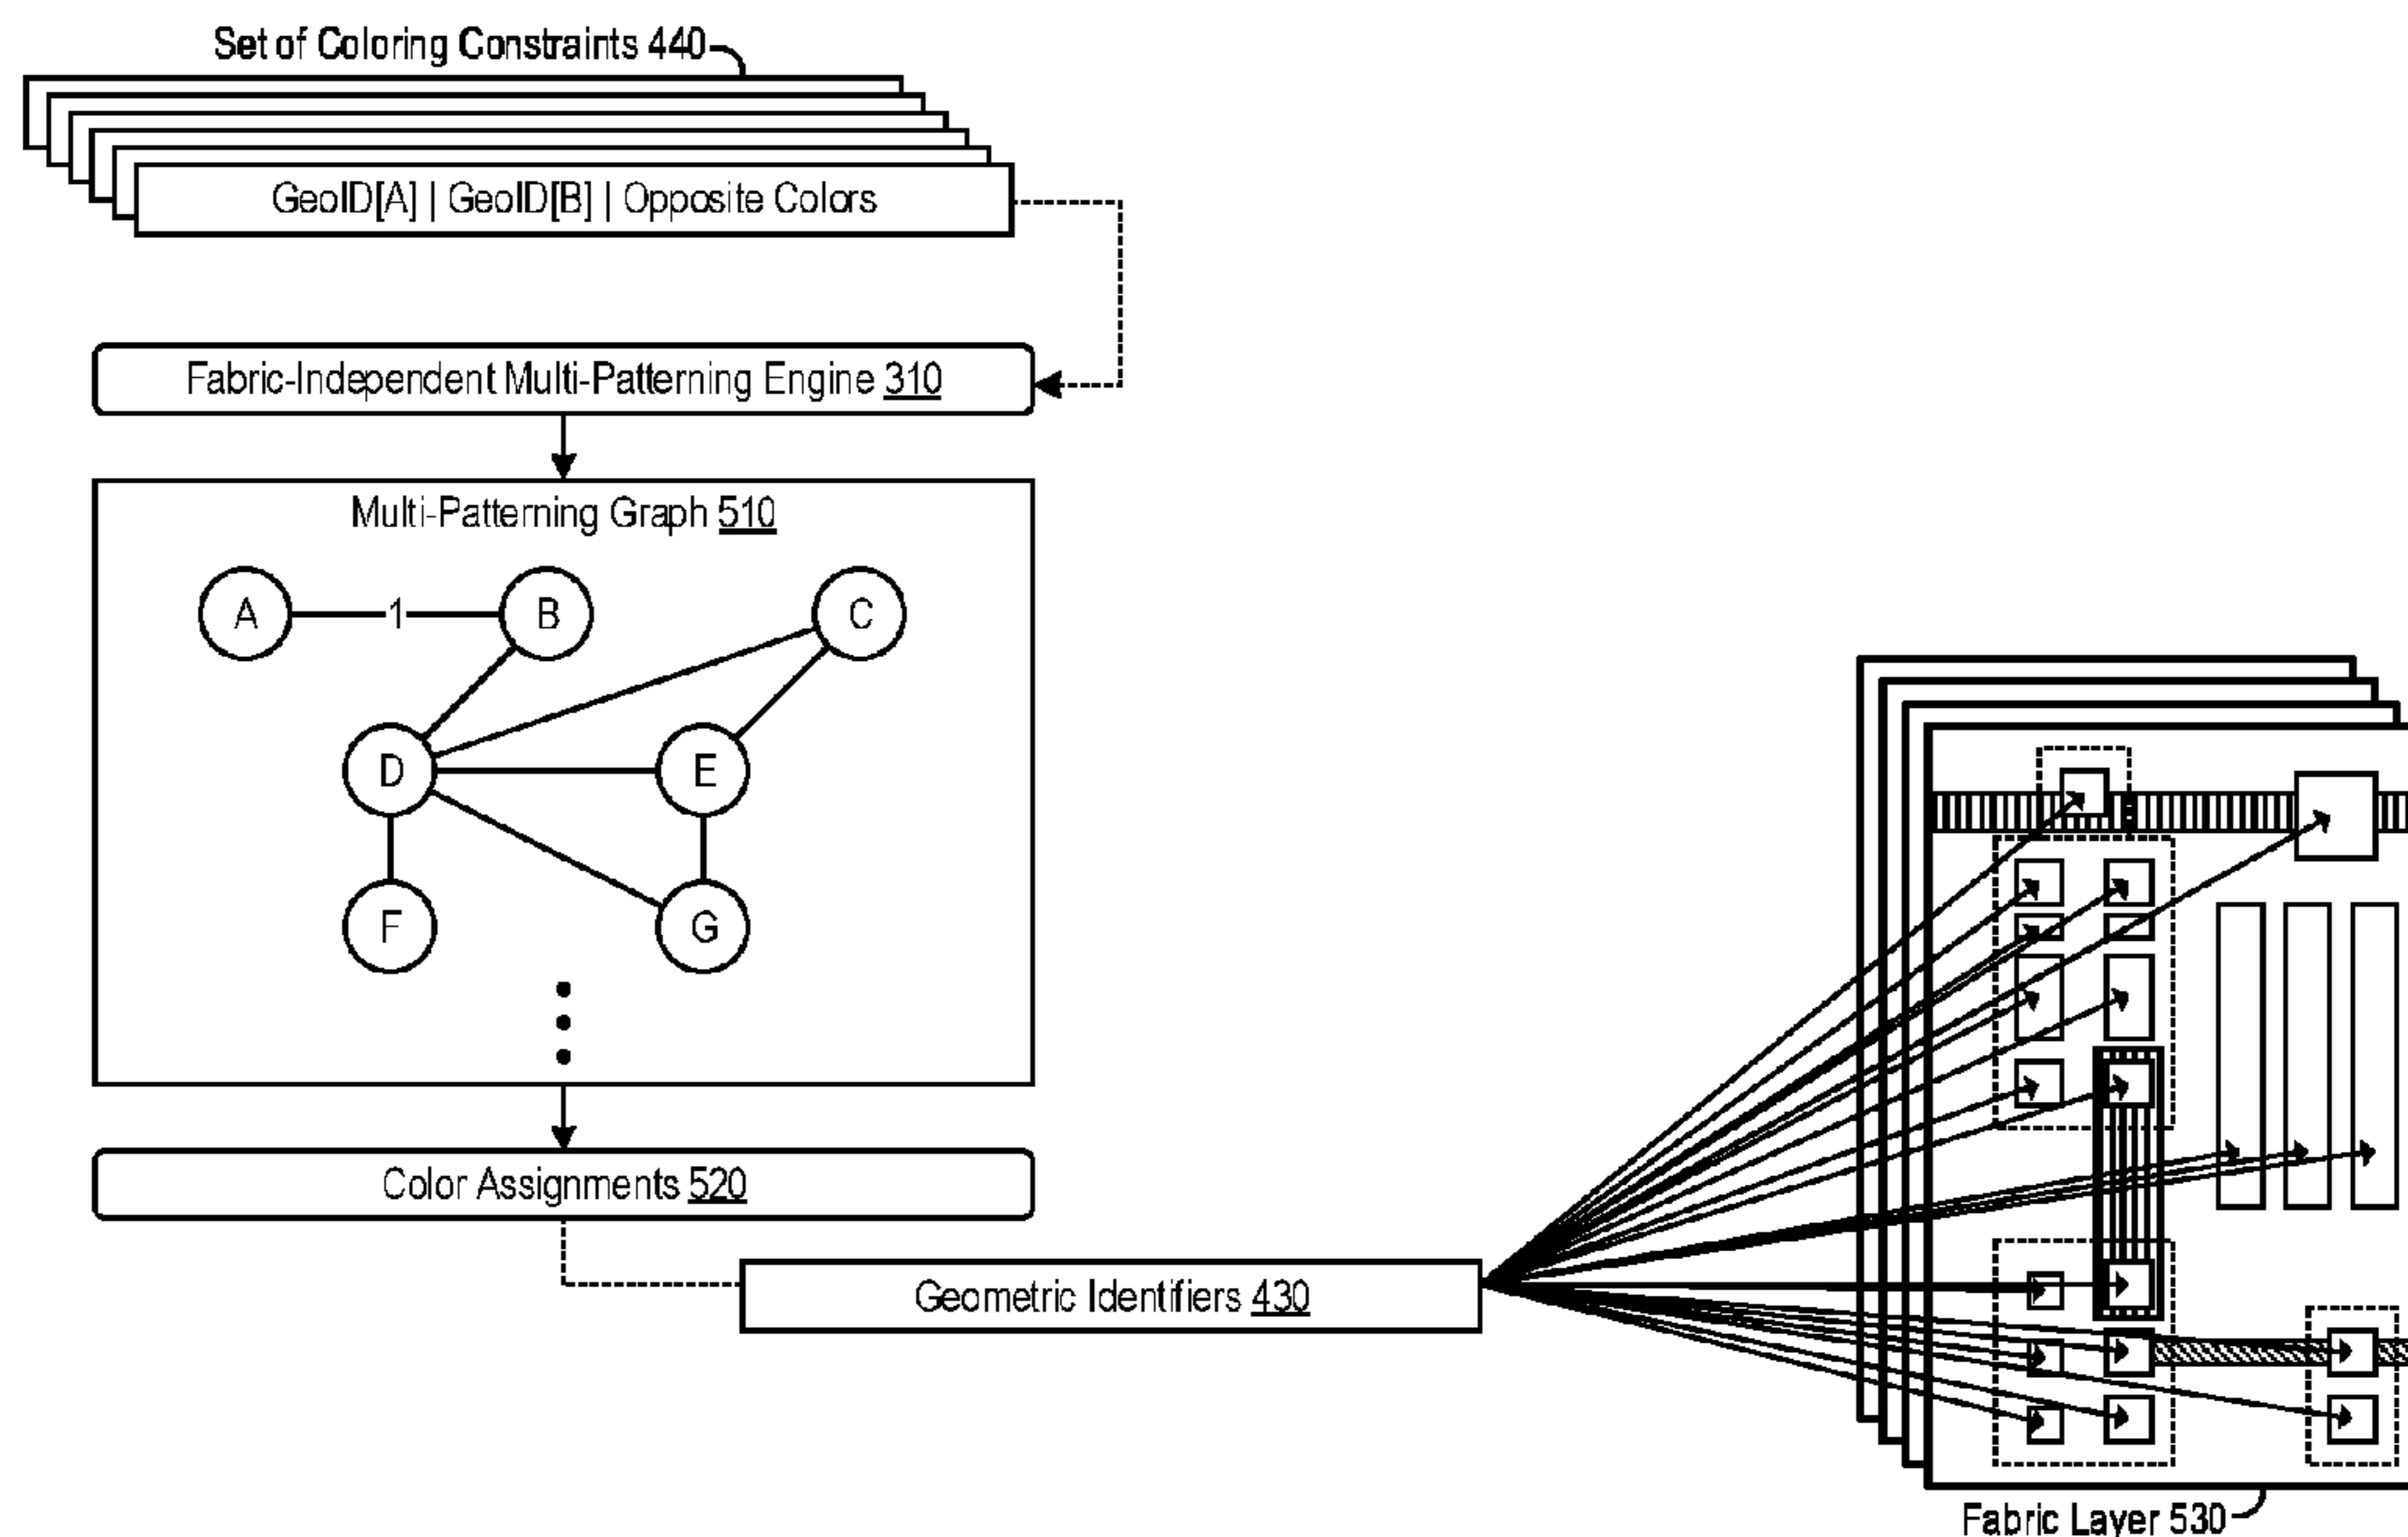 Set of Coloring Constraints 440
GeoID[A] | GeoID[B] | Opposite Colors
Fabric-Independent Multi-Patterning Engine 310
Multi-Patterning Graph 510
A 1 B C
D E
F G
Color Assignments 520
Geometric Identifiers 430
Fabric Layer 530